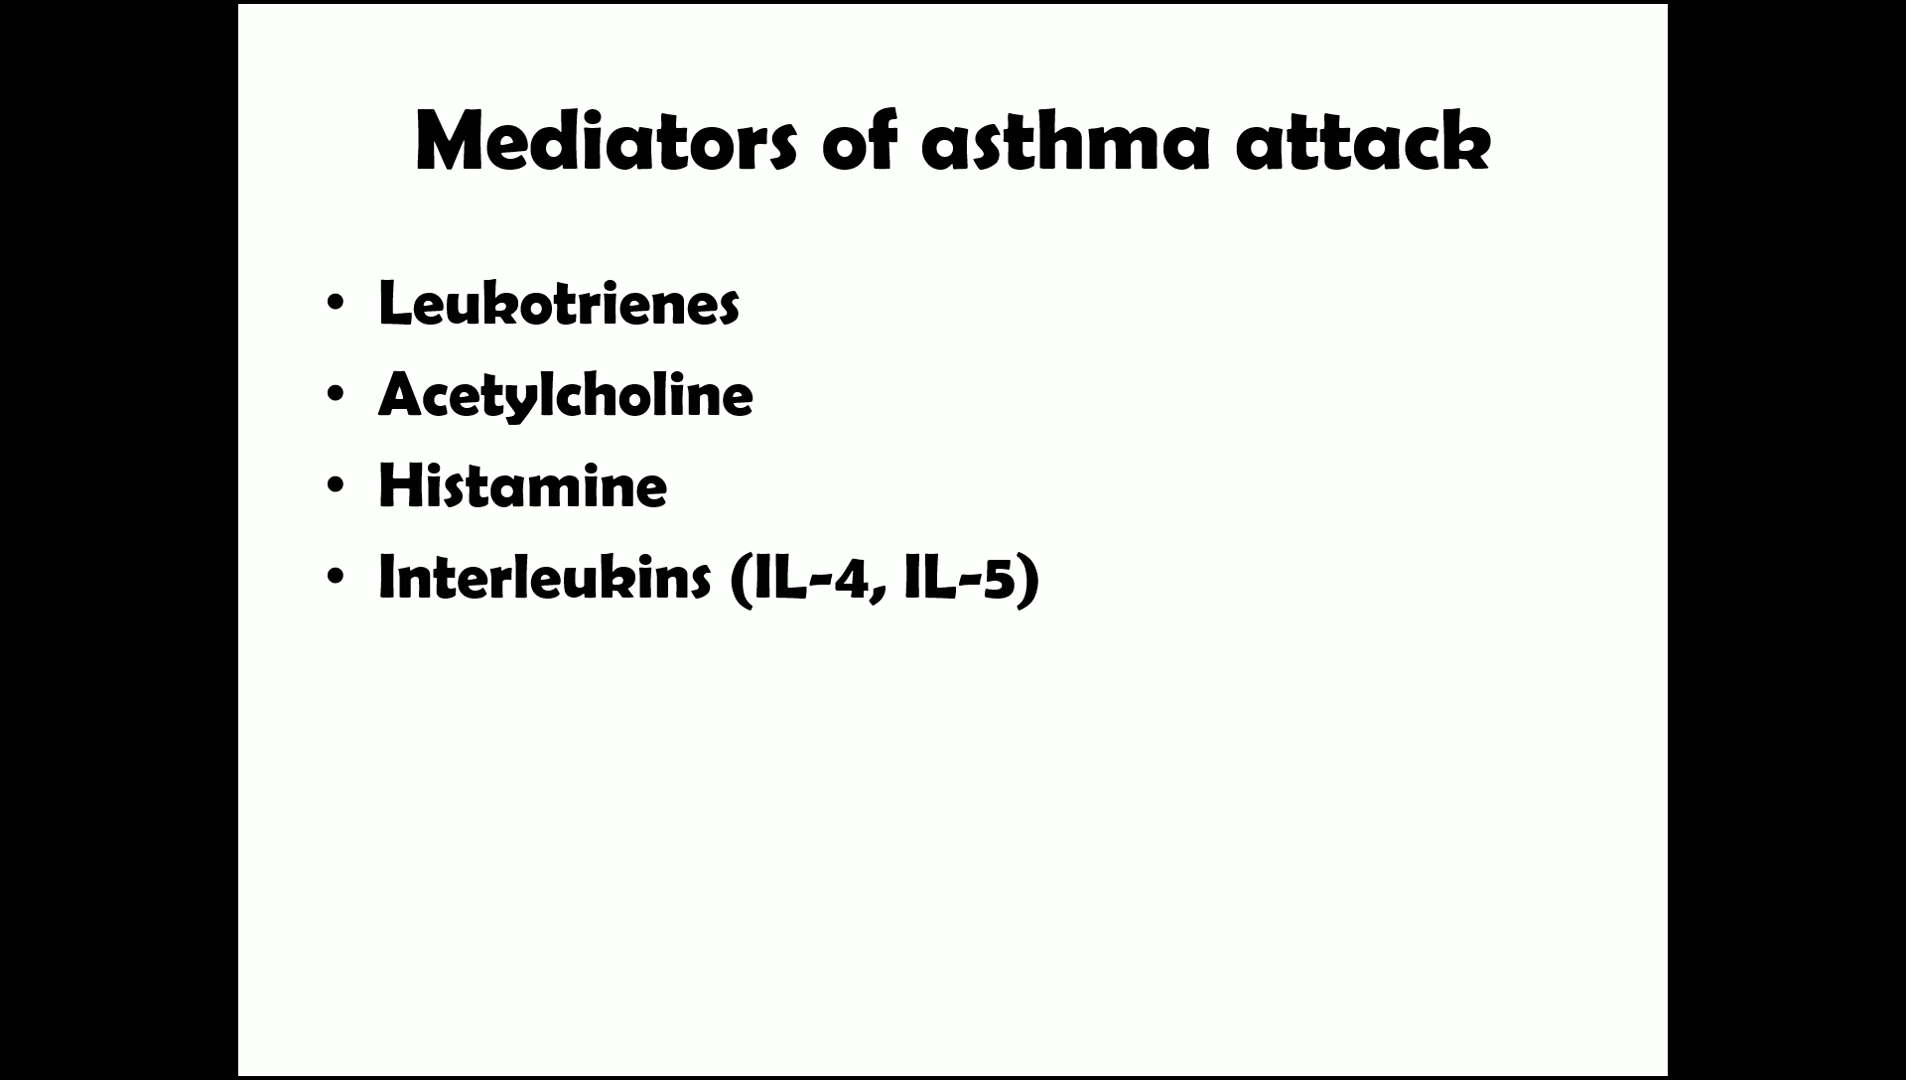 Mediators of asthma attack
• Leukotrienes
• Acetylcholine
• Histamine
• Interleukins (IL-4, IL-5)